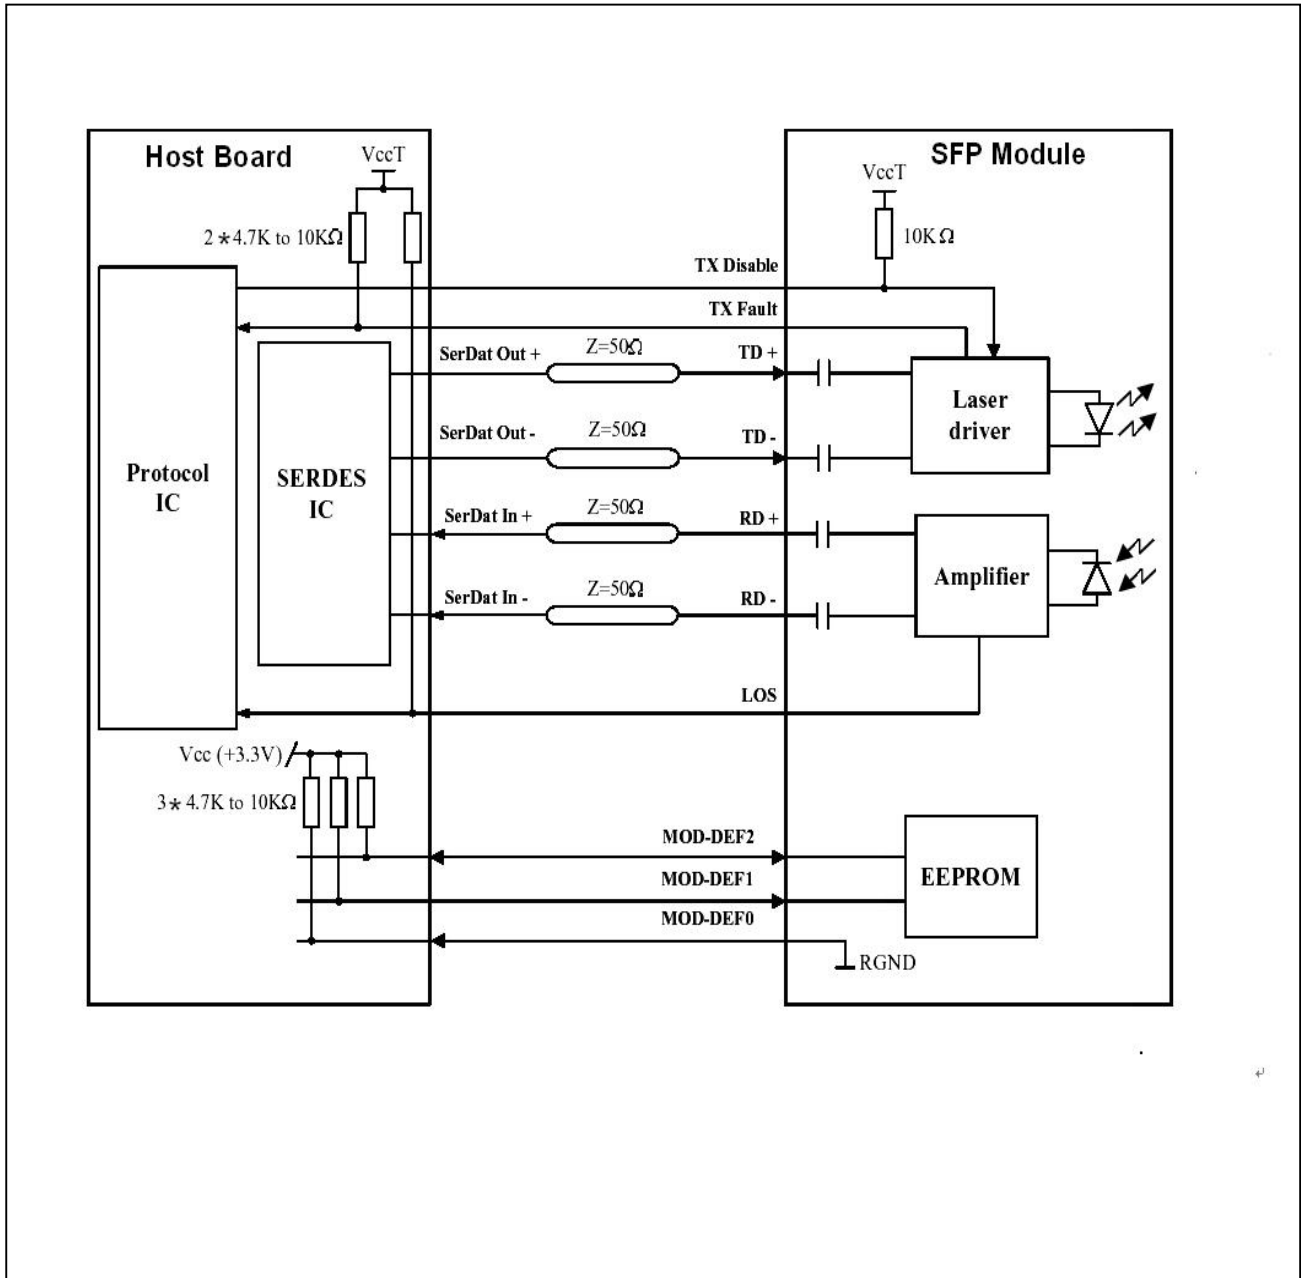 Host Board
VccT
2*4.7K to 10KΩ
SFP Module
VccT
10KΩ
TX Disable
TX Fault
SerDat Out +
Z=50Ω
TD +
SerDat Out -
Z=50Ω
TD -
SerDat In +
Z=50Ω
RD +
SerDat In -
Z=50Ω
RD -
Protocol
IC
SERDES
IC
Laser
driver
Amplifier
LOS
Vcc (+3.3V)
3*4.7K to 10KΩ
MOD-DEF2
MOD-DEF1
MOD-DEF0
EEPROM
RGND